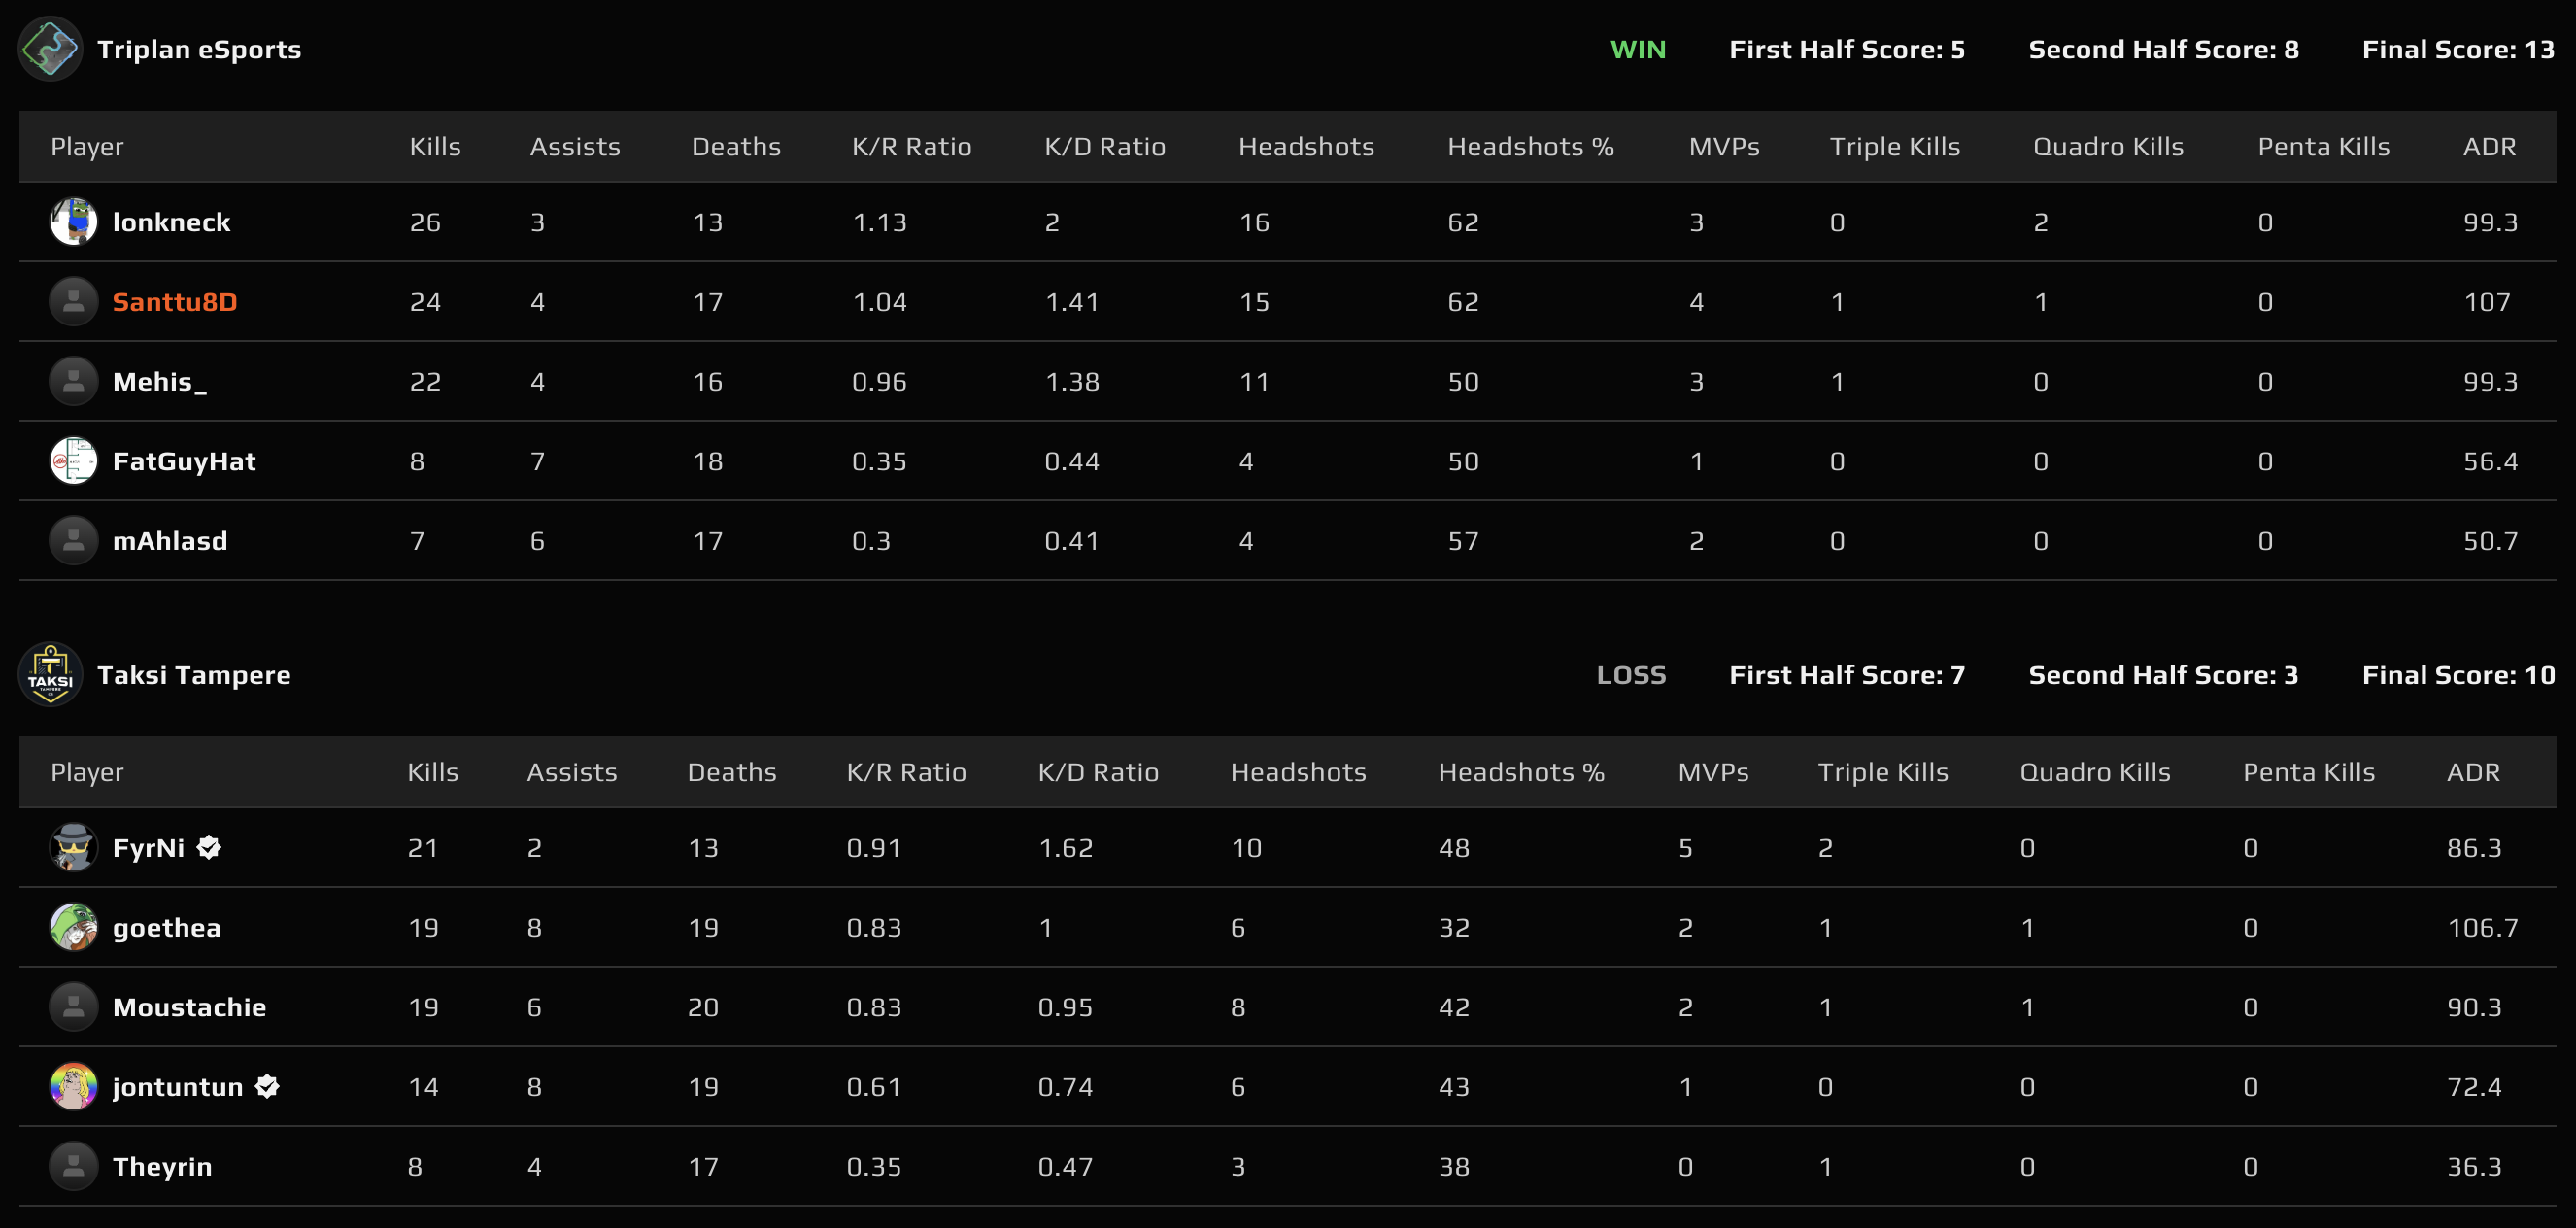 Triplan eSports WIN First Half Score: 5 Second Half Score: 8 Final Score: 13
Player Kills Assists Deaths K/R Ratio K/D Ratio Headshots Headshots % MVPs Triple Kills Quadro Kills Penta Kills ADR
lonkneck 26 3 13 1.13 2 16 62 3 0 2 0 99.3
Santtu8D 24 4 17 1.04 1.41 15 62 4 1 1 0 107
Mehis_ 22 4 16 0.96 1.38 11 50 3 1 0 0 99.3
FatGuyHat 8 7 18 0.35 0.44 4 50 1 0 0 0 56.4
mAhlasd 7 6 17 0.3 0.41 4 57 2 0 0 0 50.7
TAKSI
TAMPERE
Taksi Tampere LOSS First Half Score: 7 Second Half Score: 3 Final Score: 10
Player Kills Assists Deaths K/R Ratio K/D Ratio Headshots Headshots % MVPs Triple Kills Quadro Kills Penta Kills ADR
FyrNi 21 2 13 0.91 1.62 10 48 5 2 0 0 86.3
goethea 19 8 19 0.83 1 6 32 2 1 1 0 106.7
Moustachie 19 6 20 0.83 0.95 8 42 2 1 1 0 90.3
jontuntun 14 8 19 0.61 0.74 6 43 1 0 0 0 72.4
Theyrin 8 4 17 0.35 0.47 3 38 0 1 0 0 36.3